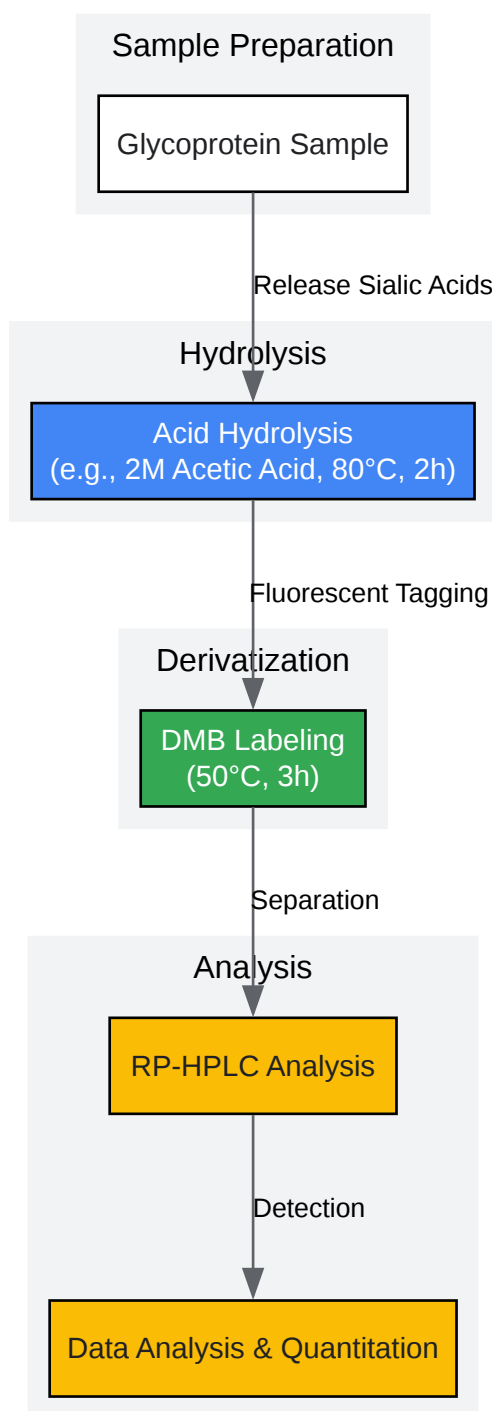 Sample Preparation
Glycoprotein Sample
Release Sialic Acids
Hydrolysis
Acid Hydrolysis
(e.g., 2M Acetic Acid, 80°C, 2h)
Fluorescent Tagging
Derivatization
DMB Labeling
(50°C, 3h)
Separation
Analysis
RP-HPLC Analysis
Detection
Data Analysis & Quantitation